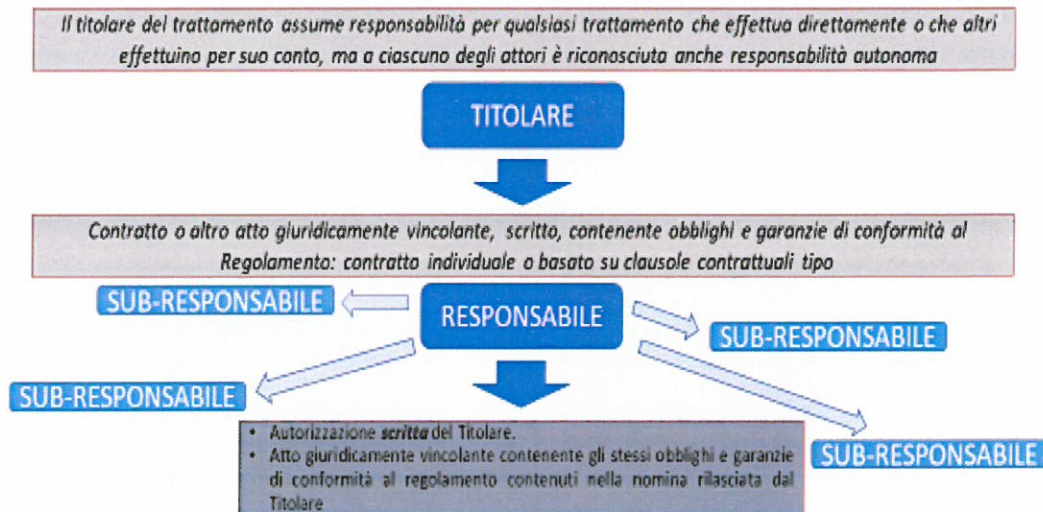 Il titolare del trattamento assume responsabilità per qualsiasi trattamento che effettua direttamente o che altri
effettuino per suo conto, ma a ciascuno degli attori è riconosciuta anche responsabilità autonoma
TITOLARE
Contratto o altro atto giuridicamente vincolante, scritto, contenente obblighi e garanzie di conformità al
Regolamento: contratto individuale o basato su clausole contrattuali tipo
SUB-RESPONSABILE
RESPONSABILE
SUB-RESPONSABILE
SUB-RESPONSABILE
• Autorizzazione scritta del Titolare.
• Atto giuridicamente vincolante contenente gli stessi obblighi e garanzie
di conformità al regolamento contenuti nella nomina rilasciata dal
Titolare
SUB-RESPONSABILE